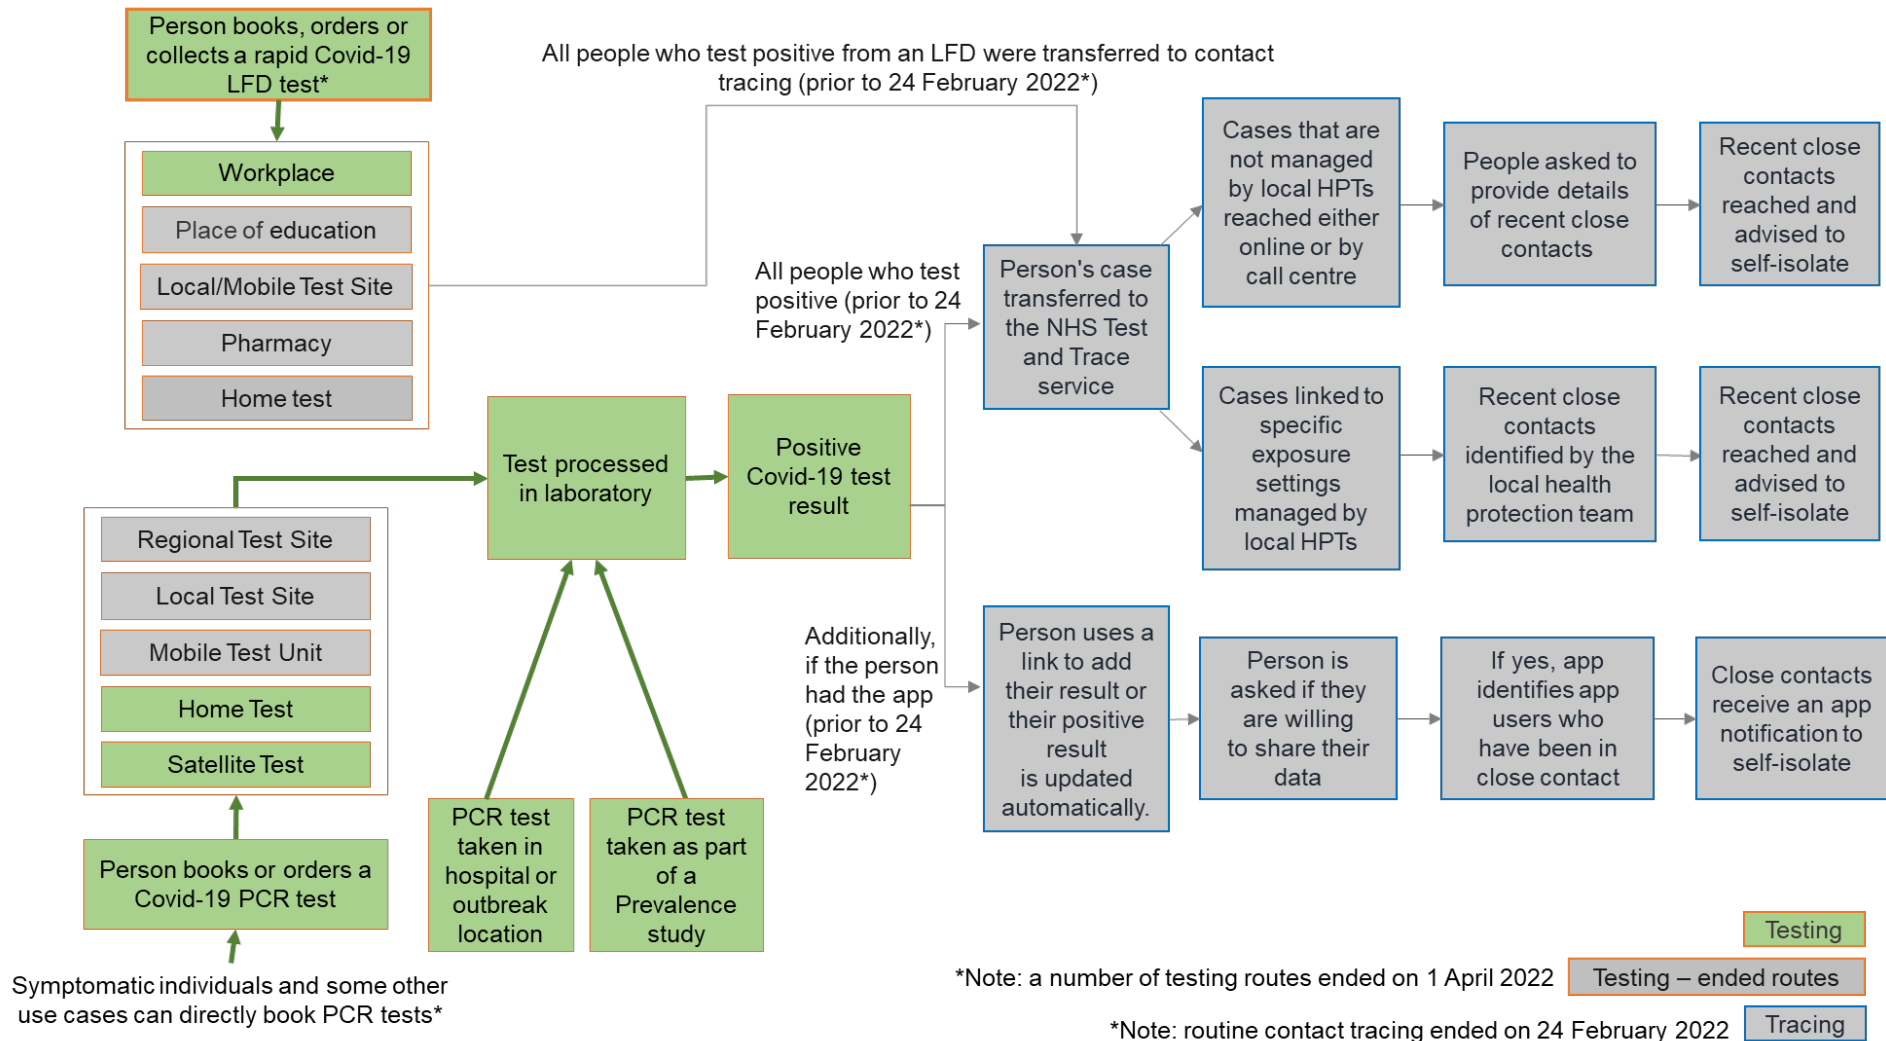 Person books, orders or
collects a rapid Covid-19
LFD test*
Workplace
Place of education
Local/Mobile Test Site
Pharmacy
Home test
All people who test positive from an LFD were transferred to contact
tracing (prior to 24 February 2022*)
Regional Test Site
Local Test Site
Mobile Test Unit
Home Test
Satellite Test
Person books or orders a
Covid-19 PCR test
Symptomatic individuals and some other
use cases can directly book PCR tests*
Test processed
in laboratory
PCR test
taken in
hospital or
outbreak
location
PCR test
taken as part
of a
Prevalence
study
Positive
Covid-19 test
result
All people who test
positive (prior to 24
February 2022*)
Person's case
transferred to
the NHS Test
and Trace
service
Cases that are
not managed
by local HPTs
reached either
online or by
call centre
People asked to
provide details
of recent close
contacts
Recent close
contacts
reached and
advised to
self-isolate
Cases linked to
specific
exposure
settings
managed by
local HPTs
Recent close
contacts
identified by the
local health
protection team
Recent close
contacts
reached and
advised to
self-isolate
Additionally,
if the person
had the app
(prior to 24
February
2022*)
Person uses a
link to add
their result or
their positive
result
is updated
automatically.
Person is
asked if they
are willing
to share their
data
If yes, app
identifies app
users who
have been in
close contact
Close contacts
receive an app
notification to
self-isolate
Testing
*Note: a number of testing routes ended on 1 April 2022
Testing – ended routes
*Note: routine contact tracing ended on 24 February 2022
Tracing